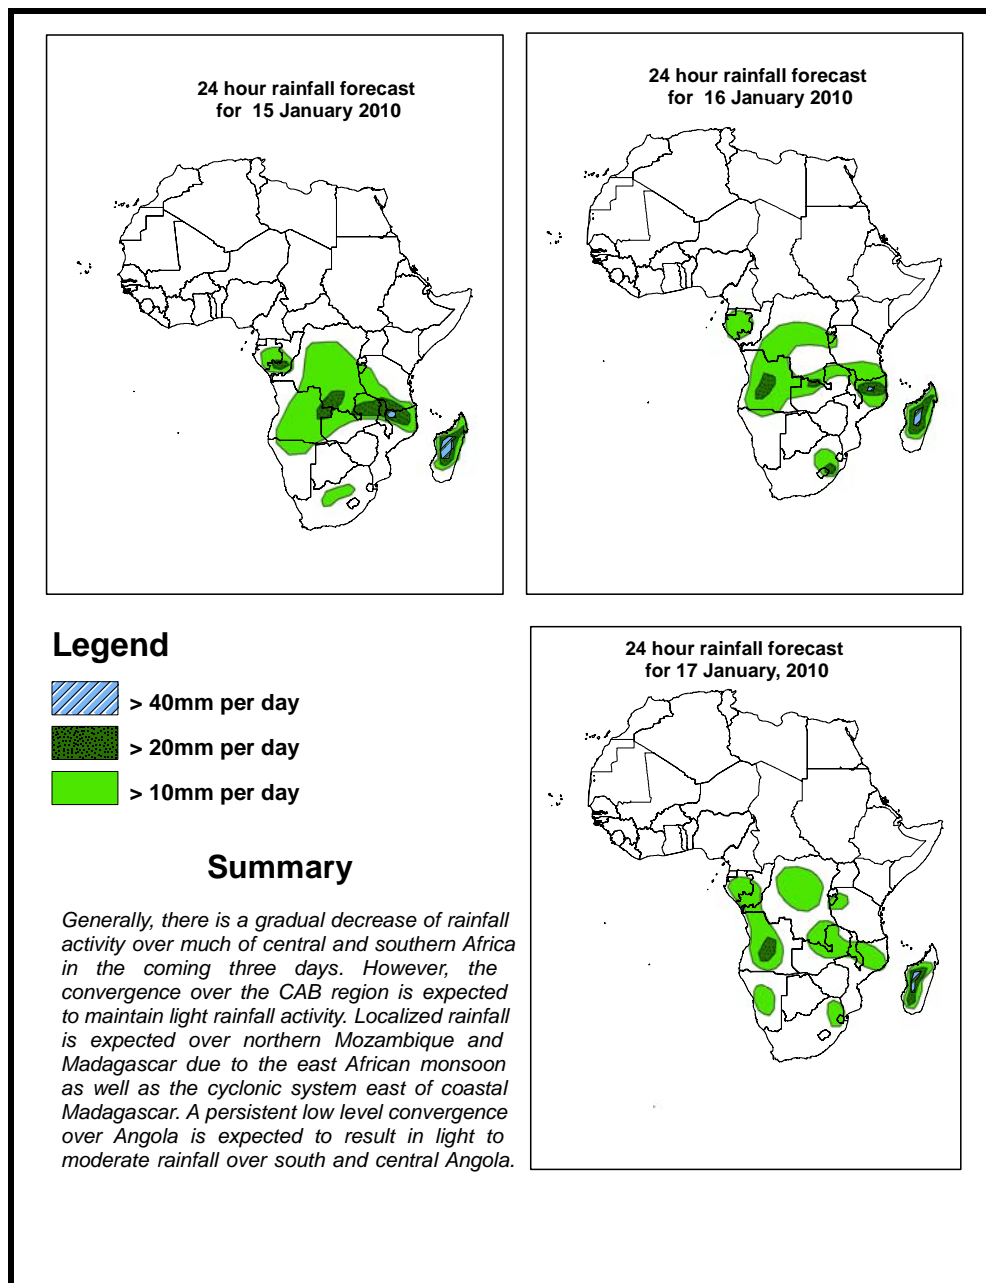 24 hour rainfall forecast
for  15 January 2010
24 hour rainfall forecast
for  16 January 2010
Legend
> 40mm per day
> 20mm per day
> 10mm per day
24 hour rainfall forecast
for 17 January, 2010
Summary
Generally, there is a gradual decrease of rainfall
activity over much of central and southern Africa
in the coming three days. However, the
convergence over the CAB region is expected
to maintain light rainfall activity. Localized rainfall
is expected over northern Mozambique and
Madagascar due to the east African monsoon
as well as the cyclonic system east of coastal
Madagascar. A persistent low level convergence
over Angola is expected to result in light to
moderate rainfall over south and central Angola.